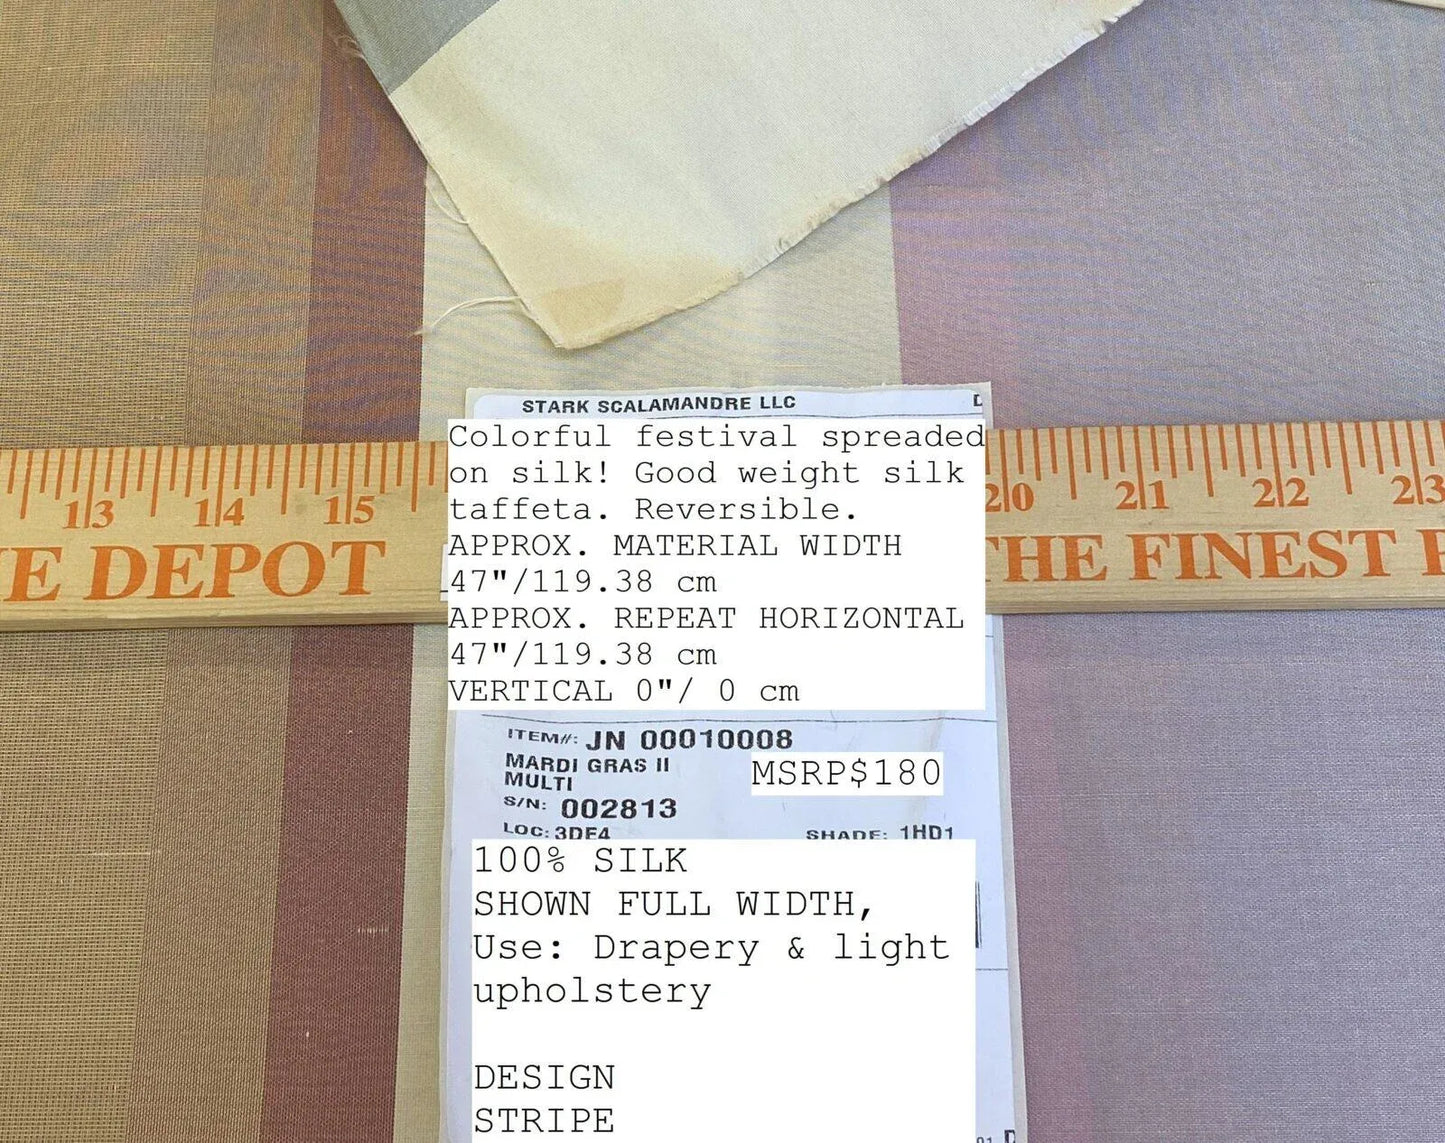 STARK SCALAMANDRE LLC
Colorful festival spreaded
on silk! Good weight silk
taffeta. Reversible.
APPROX. MATERIAL WIDTH
47"/119.38 cm
APPROX. REPEAT HORIZONTAL
47"/119.38 cm
VERTICAL 0"/ 0 cm
13 14 15 20 21 22 23
E DEPOT THE FINEST
ITEM#: JN 00010008
MARDI GRAS II
MULTI
MSRP$180
S/N: 002813
LOC: 3DF4 SHADE: 1HD1
100% SILK
SHOWN FULL WIDTH,
Use: Drapery & light
upholstery
DESIGN
STRIPE